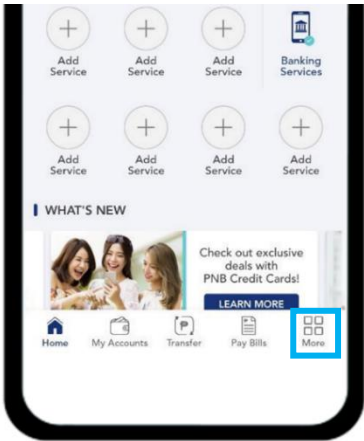 Add Service
Add Service
Add Service
Banking Services
Add Service
Add Service
Add Service
Add Service
WHAT'S NEW
Check out exclusive
deals with
PNB Credit Cards!
LEARN MORE
Home
My Accounts
Transfer
Pay Bills
More